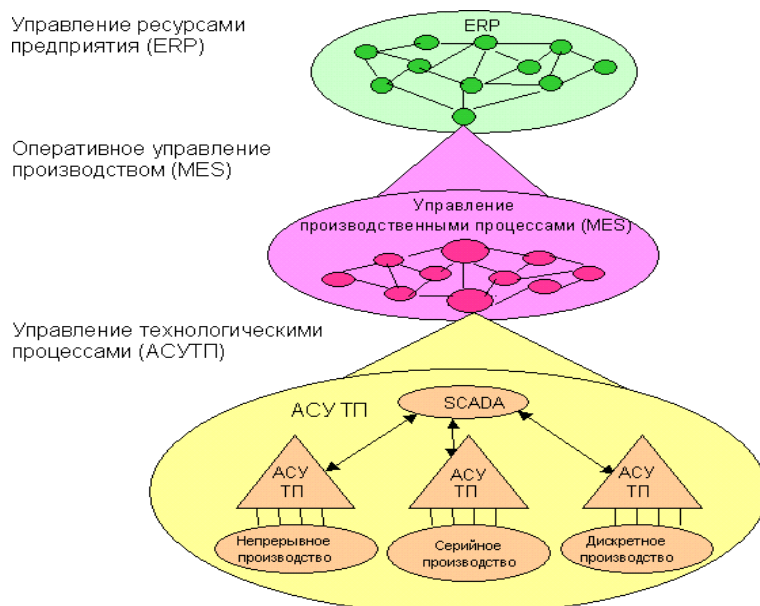 Управление ресурсами
предприятия (ERP)
ERP
Оперативное управление
производством (MES)
Управление
производственными процессами (MES)
Управление технологическими
процессами (АСУТП)
АСУ ТП
SCADA
АСУ
ТП
АСУ
ТП
АСУ
ТП
Непрерывное
производство
Серийное
производство
Дискретное
производство